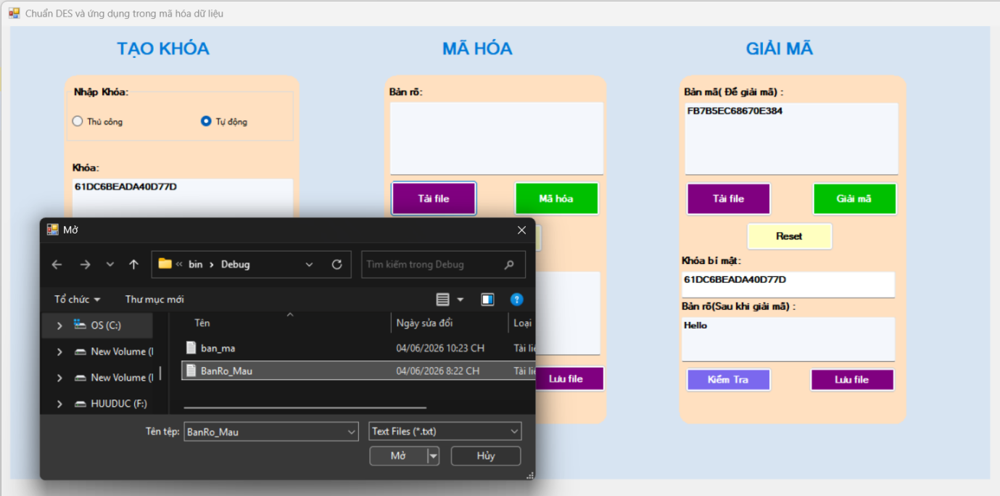 Chuẩn DES và ứng dụng trong mã hóa dữ liệu
TẠO KHÓA
Nhập Khóa:
Thủ công
Tự động
Khóa:
61DC6BEADA40D77D
MÃ HÓA
Bản rõ:
Tải file
Mã hóa
Lưu file
GIẢI MÃ
Bản mã( Để giải mã) :
FB7B5EC68670E384
Tải file
Giải mã
Reset
Khóa bí mật:
61DC6BEADA40D77D
Bản rõ(Sau khi giải mã) :
Hello
Kiểm Tra
Lưu file
Mở
« bin › Debug
Tìm kiếm trong Debug
Tổ chức
Thư mục mới
OS (C:)
New Volume (
New Volume (
HUUDUC (F:)
Tên
Ngày sửa đổi
Loại
ban_ma
04/06/2026 10:23 CH
Tài
BanRo_Mau
04/06/2026 8:22 CH
Tài
Tên tệp:
BanRo_Mau
Text Files (*.txt)
Mở
Hủy